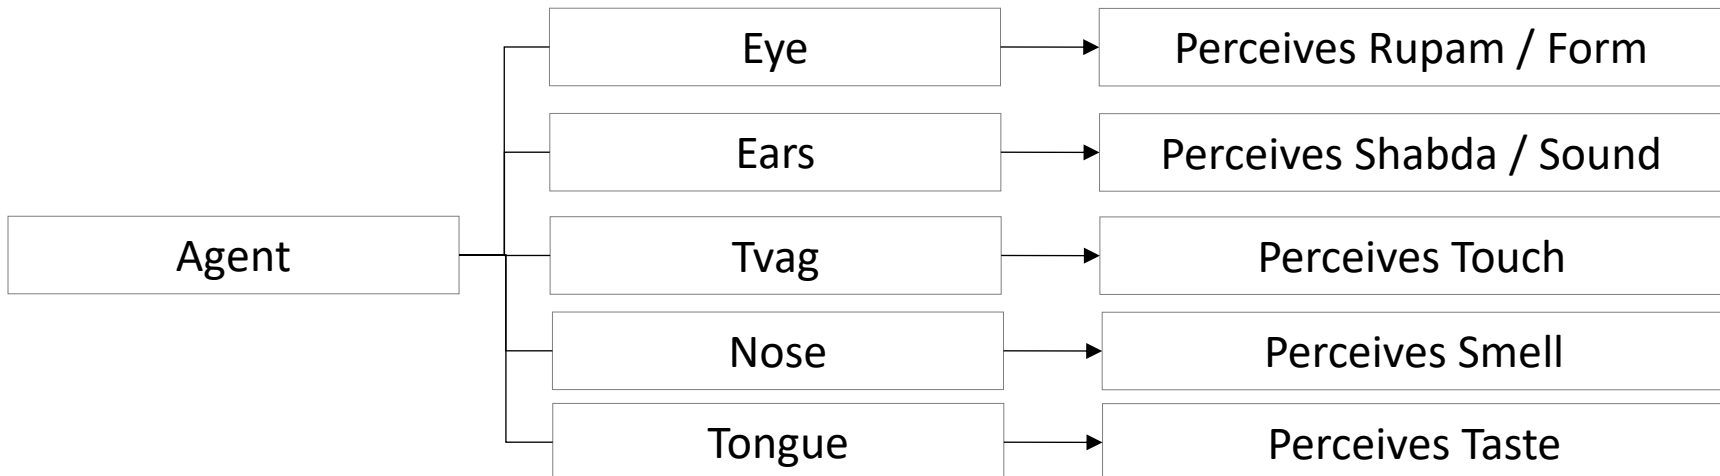 Agent
Eye
Perceives Rupam / Form
Ears
Perceives Shabda / Sound
Tvag
Perceives Touch
Nose
Perceives Smell
Tongue
Perceives Taste